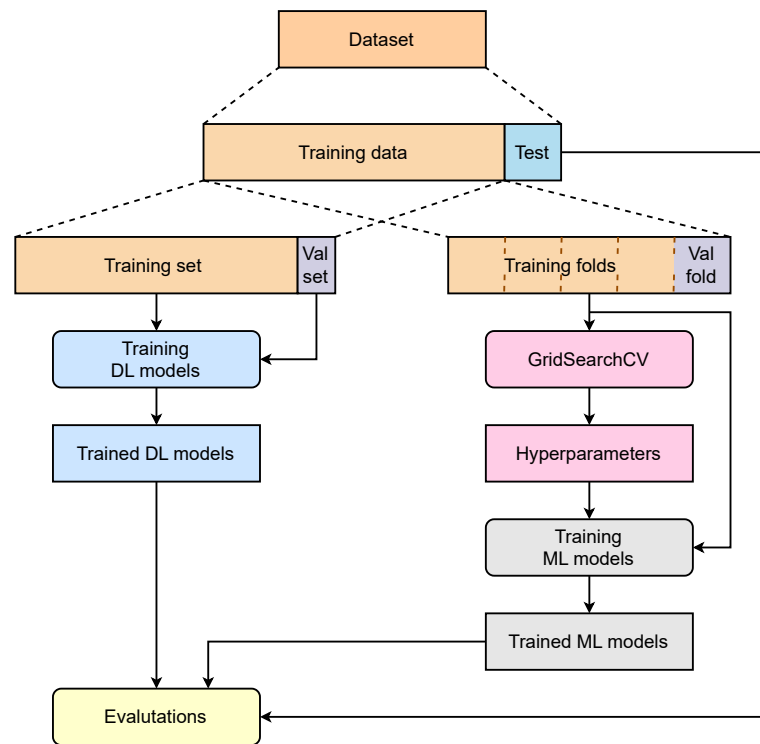 Dataset
Training data
Test
Training set
Val
set
Training folds
Val
fold
Training
DL models
GridSearchCV
Trained DL models
Hyperparameters
Training
ML models
Trained ML models
Evalutations